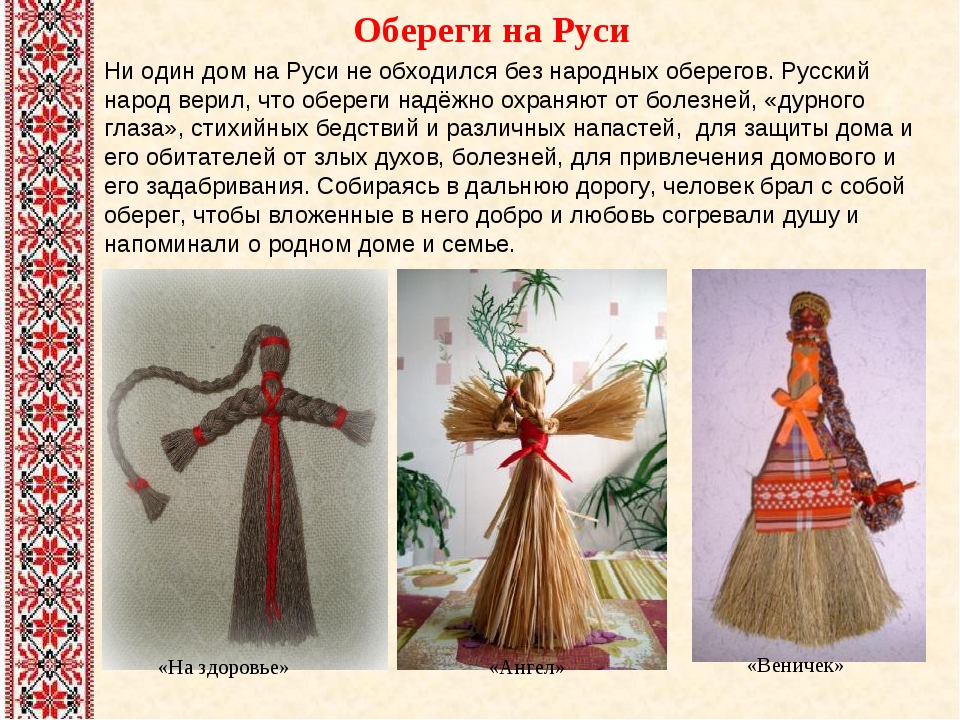 Обереги на Руси
Ни один дом на Руси не обходился без народных оберегов. Русский
народ верил, что обереги надёжно охраняют от болезней, «дурного
глаза», стихийных бедствий и различных напастей,  для защиты дома и
его обитателей от злых духов, болезней, для привлечения домового и
его задабривания. Собираясь в дальнюю дорогу, человек брал с собой
оберег, чтобы вложенные в него добро и любовь согревали душу и
напоминали о родном доме и семье.
«На здоровье»
«Ангел»
«Веничек»